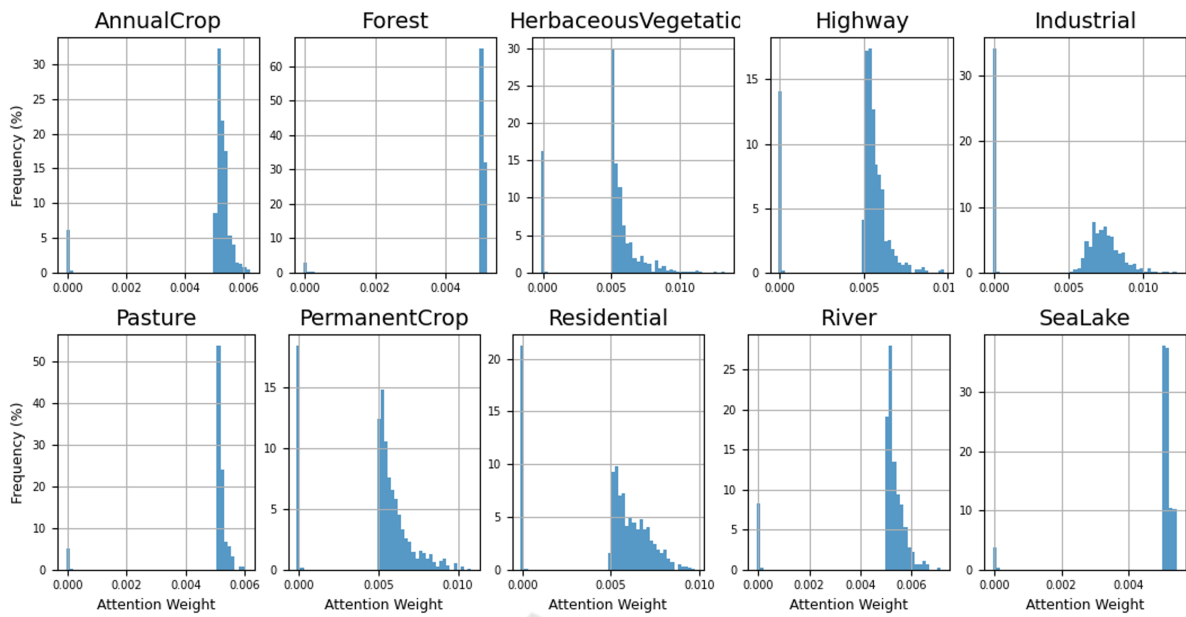 AnnualCrop Forest HerbaceousVegetatio Highway Industrial
Frequency (%)
30
25
20
15
10
5
0
0.000 0.002 0.004 0.006
60
50
40
30
20
10
0
0.000 0.002 0.004
30
25
20
15
10
5
0
0.000 0.005 0.010
15
10
5
0
0.000 0.005 0.01
30
20
10
0
0.000 0.005 0.010
Pasture PermanentCrop Residential River SeaLake
Frequency (%)
50
40
30
20
10
0
0.000 0.002 0.004 0.006
Attention Weight
15
10
5
0
0.000 0.005 0.010
Attention Weight
20
15
10
5
0
0.000 0.005 0.010
Attention Weight
25
20
15
10
5
0
0.000 0.002 0.004 0.006
Attention Weight
30
20
10
0
0.000 0.002 0.004
Attention Weight